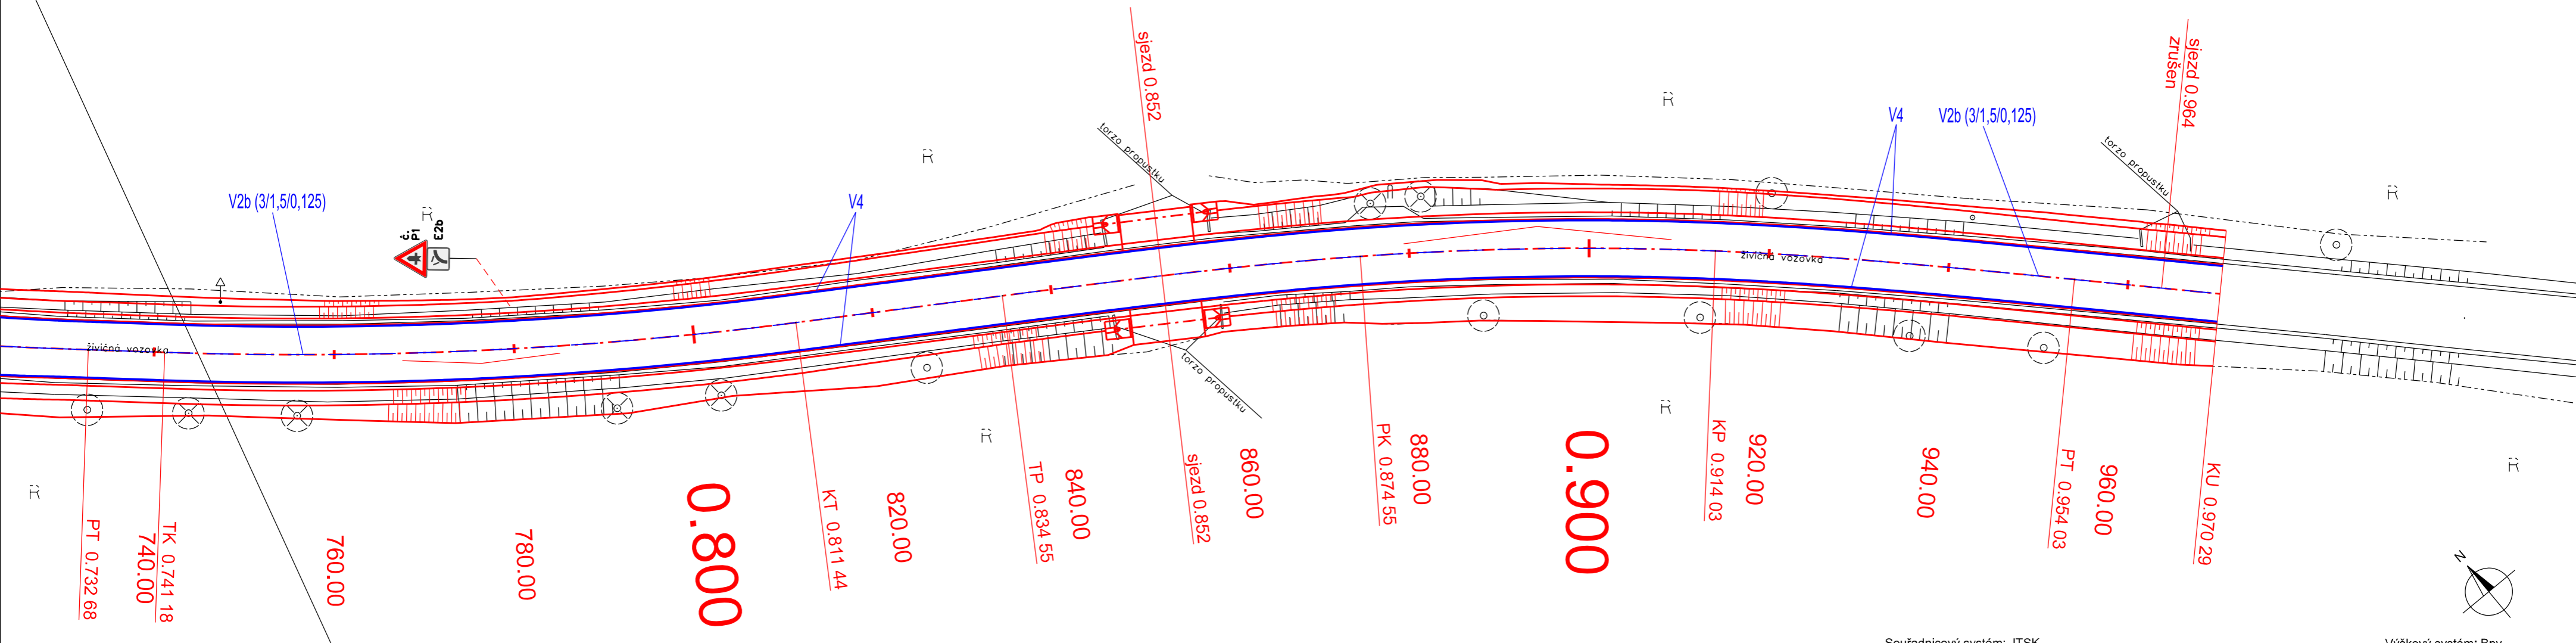 sjezd 0.852
sjezd 0.964
zrušen
torzo propustku
torzo propustku
V4
V2b (3/1,5/0,125)
V2b (3/1,5/0,125)
V4
R
R
R
R
R
č.
P1
E2b
živičná vozovka
živičná vozovka
torzo propustku
R
R
R
R
PT 0.732 68
740.00
TK 0.741 18
760.00
780.00
0.800
KT 0.811 44
820.00
TP 0.834 55
840.00
sjezd 0.852
860.00
PK 0.874 55
880.00
0.900
KP 0.914 03
920.00
940.00
PT 0.954 03
960.00
KU 0.970 29
N
Souřadnicový systém: JTSK
Výškový systém: Bpv